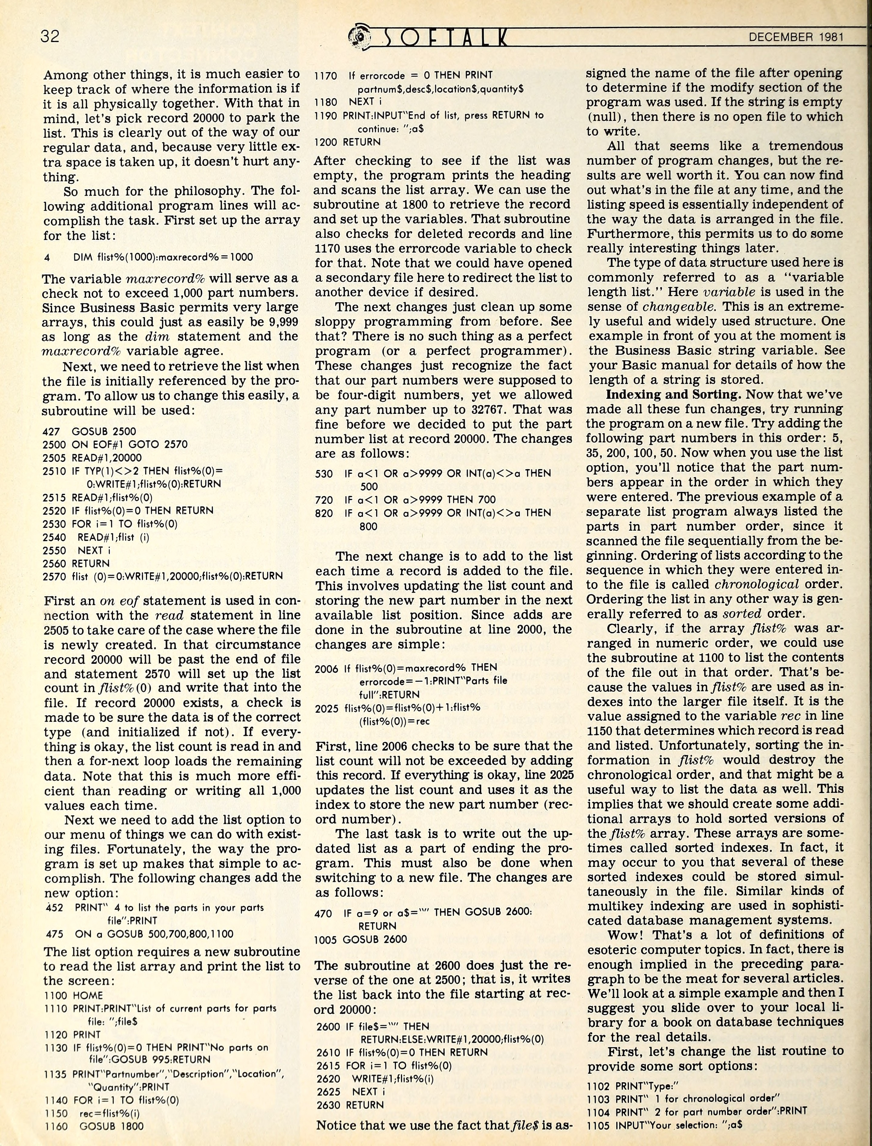 32
SOFTALK
DECEMBER 1981
Among other things, it is much easier to
keep track of where the information is if
it is all physically together. With that in
mind, let's pick record 20000 to park the
list. This is clearly out of the way of our
regular data, and, because very little ex-
tra space is taken up, it doesn't hurt any-
thing.
So much for the philosophy. The fol-
lowing additional program lines will ac-
complish the task. First set up the array
for the list:
4 DIM flist%(1000):maxrecord%=1000
The variable maxrecord% will serve as a
check not to exceed 1,000 part numbers.
Since Business Basic permits very large
arrays, this could just as easily be 9,999
as long as the dim statement and the
maxrecord% variable agree.
Next, we need to retrieve the list when
the file is initially referenced by the pro-
gram. To allow us to change this easily, a
subroutine will be used:
427 GOSUB 2500
2500 ON EOF#1 GOTO 2570
2505 READ#1,20000
2510 IF TYP(1)<>2 THEN flist%(0)=
0:WRITE#1;flist%(0):RETURN
2515 READ#1;flist%(0)
2520 IF flist%(0)=0 THEN RETURN
2530 FOR i=1 TO flist%(0)
2540 READ#1;flist (i)
2550 NEXT i
2560 RETURN
2570 flist (0)=0:WRITE#1,20000;flist%(0):RETURN
First an on eof statement is used in con-
nection with the read statement in line
2505 to take care of the case where the file
is newly created. In that circumstance
record 20000 will be past the end of file
and statement 2570 will set up the list
count in flist%(0) and write that into the
file. If record 20000 exists, a check is
made to be sure the data is of the correct
type (and initialized if not). If every-
thing is okay, the list count is read in and
then a for-next loop loads the remaining
data. Note that this is much more effi-
cient than reading or writing all 1,000
values each time.
Next we need to add the list option to
our menu of things we can do with exist-
ing files. Fortunately, the way the pro-
gram is set up makes that simple to ac-
complish. The following changes add the
new option:
452 PRINT" 4 to list the parts in your parts
file":PRINT
475 ON a GOSUB 500,700,800,1100
The list option requires a new subroutine
to read the list array and print the list to
the screen:
1100 HOME
1110 PRINT:PRINT"List of current parts for parts
file: ";file$
1120 PRINT
1130 IF flist%(0)=0 THEN PRINT"No parts on
file":GOSUB 995:RETURN
1135 PRINT"Partnumber","Description","Location",
"Quantity":PRINT
1140 FOR i=1 TO flist%(0)
1150 rec=flist%(i)
1160 GOSUB 1800
1170 If errorcode = 0 THEN PRINT
partnum$,desc$,location$,quantity$
1180 NEXT i
1190 PRINT:INPUT"End of list, press RETURN to
continue: ";a$
1200 RETURN
After checking to see if the list was
empty, the program prints the heading
and scans the list array. We can use the
subroutine at 1800 to retrieve the record
and set up the variables. That subroutine
also checks for deleted records and line
1170 uses the errorcode variable to check
for that. Note that we could have opened
a secondary file here to redirect the list to
another device if desired.
The next changes just clean up some
sloppy programming from before. See
that? There is no such thing as a perfect
program (or a perfect programmer).
These changes just recognize the fact
that our part numbers were supposed to
be four-digit numbers, yet we allowed
any part number up to 32767. That was
fine before we decided to put the part
number list at record 20000. The changes
are as follows:
530 IF a<1 OR a>9999 OR INT(a)<>a THEN
500
720 IF a<1 OR a>9999 THEN 700
820 IF a<1 OR a>9999 OR INT(a)<>a THEN
800
The next change is to add to the list
each time a record is added to the file.
This involves updating the list count and
storing the new part number in the next
available list position. Since adds are
done in the subroutine at line 2000, the
changes are simple:
2006 If flist%(0)=maxrecord% THEN
errorcode=-1:PRINT"Parts file
full":RETURN
2025 flist%(0)=flist%(0)+1:flist%
(flist%(0))=rec
First, line 2006 checks to be sure that the
list count will not be exceeded by adding
this record. If everything is okay, line 2025
updates the list count and uses it as the
index to store the new part number (rec-
ord number).
The last task is to write out the up-
dated list as a part of ending the pro-
gram. This must also be done when
switching to a new file. The changes are
as follows:
470 IF a=9 or a$="" THEN GOSUB 2600:
RETURN
1005 GOSUB 2600
The subroutine at 2600 does just the re-
verse of the one at 2500; that is, it writes
the list back into the file starting at rec-
ord 20000:
2600 IF file$="" THEN
RETURN:ELSE:WRITE#1,20000;flist%(0)
2610 IF flist%(0)=0 THEN RETURN
2615 FOR i=1 TO flist%(0)
2620 WRITE#1;flist%(i)
2625 NEXT i
2630 RETURN
Notice that we use the fact that file$ is as-
signed the name of the file after opening
to determine if the modify section of the
program was used. If the string is empty
(null), then there is no open file to which
to write.
All that seems like a tremendous
number of program changes, but the re-
sults are well worth it. You can now find
out what's in the file at any time, and the
listing speed is essentially independent of
the way the data is arranged in the file.
Furthermore, this permits us to do some
really interesting things later.
The type of data structure used here is
commonly referred to as a "variable
length list." Here variable is used in the
sense of changeable. This is an extreme-
ly useful and widely used structure. One
example in front of you at the moment is
the Business Basic string variable. See
your Basic manual for details of how the
length of a string is stored.
Indexing and Sorting. Now that we've
made all these fun changes, try running
the program on a new file. Try adding the
following part numbers in this order: 5,
35, 200, 100, 50. Now when you use the list
option, you'll notice that the part num-
bers appear in the order in which they
were entered. The previous example of a
separate list program always listed the
parts in part number order, since it
scanned the file sequentially from the be-
ginning. Ordering of lists according to the
sequence in which they were entered in-
to the file is called chronological order.
Ordering the list in any other way is gen-
erally referred to as sorted order.
Clearly, if the array flist% was ar-
ranged in numeric order, we could use
the subroutine at 1100 to list the contents
of the file out in that order. That's be-
cause the values in flist% are used as in-
dexes into the larger file itself. It is the
value assigned to the variable rec in line
1150 that determines which record is read
and listed. Unfortunately, sorting the in-
formation in flist% would destroy the
chronological order, and that might be a
useful way to list the data as well. This
implies that we should create some addi-
tional arrays to hold sorted versions of
the flist% array. These arrays are some-
times called sorted indexes. In fact, it
may occur to you that several of these
sorted indexes could be stored simul-
taneously in the file. Similar kinds of
multikey indexing are used in sophisti-
cated database management systems.
Wow! That's a lot of definitions of
esoteric computer topics. In fact, there is
enough implied in the preceding para-
graph to be the meat for several articles.
We'll look at a simple example and then I
suggest you slide over to your local li-
brary for a book on database techniques
for the real details.
First, let's change the list routine to
provide some sort options:
1102 PRINT"Type:"
1103 PRINT" 1 for chronological order"
1104 PRINT" 2 for part number order":PRINT
1105 INPUT"Your selection: ";a$